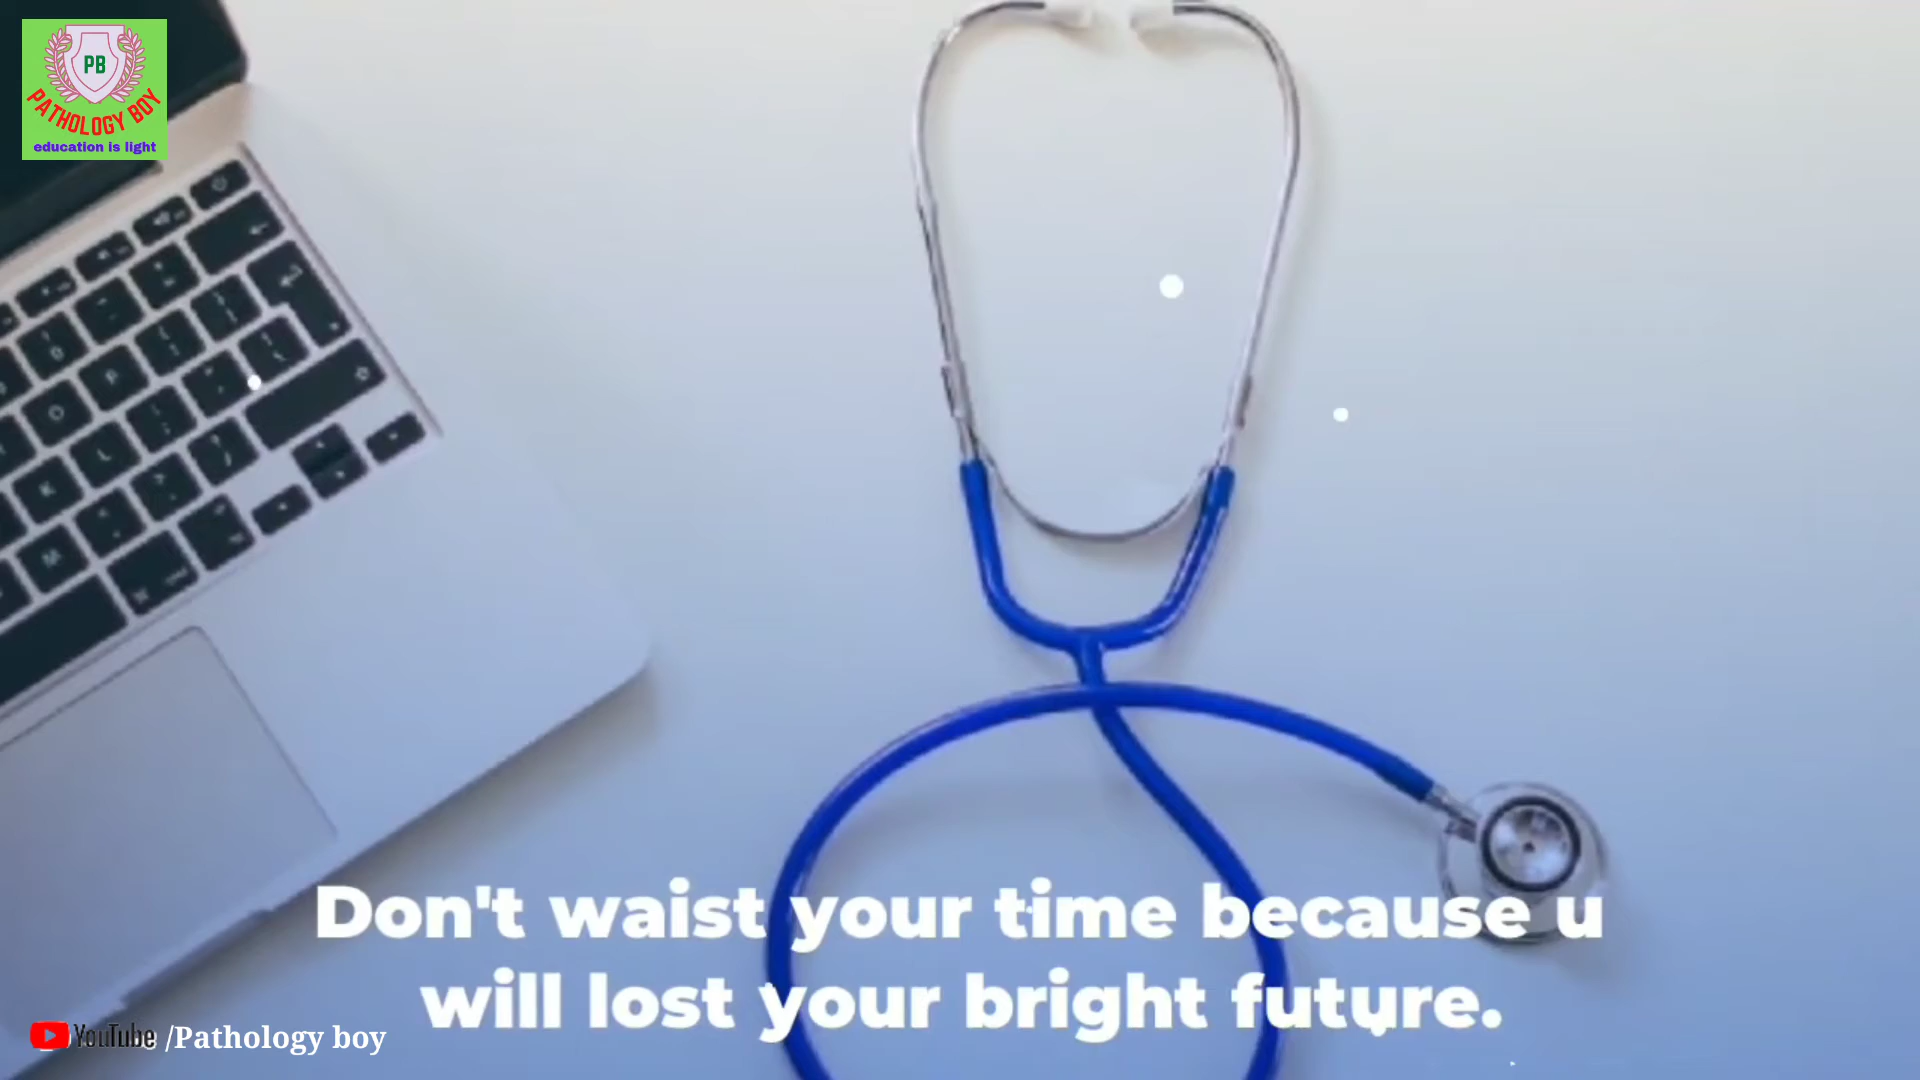 PB
PATHOLOGY BOY
education is light
Don't waist your time because u
will lost your bright future.
YouTube /Pathology boy